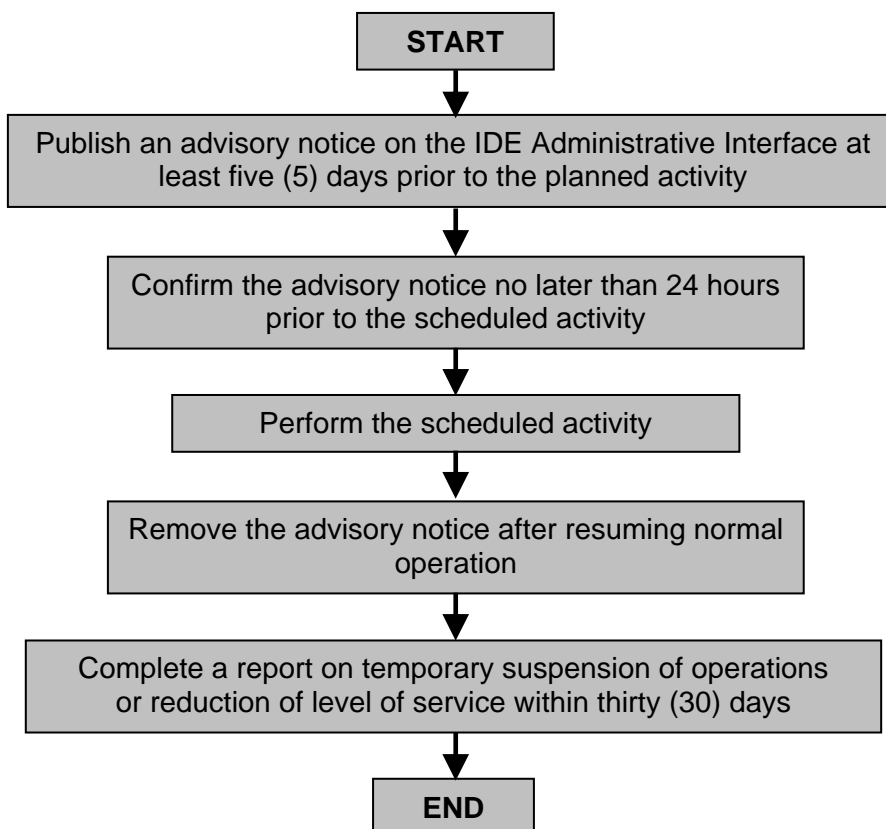 START
Publish an advisory notice on the IDE Administrative Interface at
least five (5) days prior to the planned activity
Confirm the advisory notice no later than 24 hours
prior to the scheduled activity
Perform the scheduled activity
Remove the advisory notice after resuming normal
operation
Complete a report on temporary suspension of operations
or reduction of level of service within thirty (30) days
END